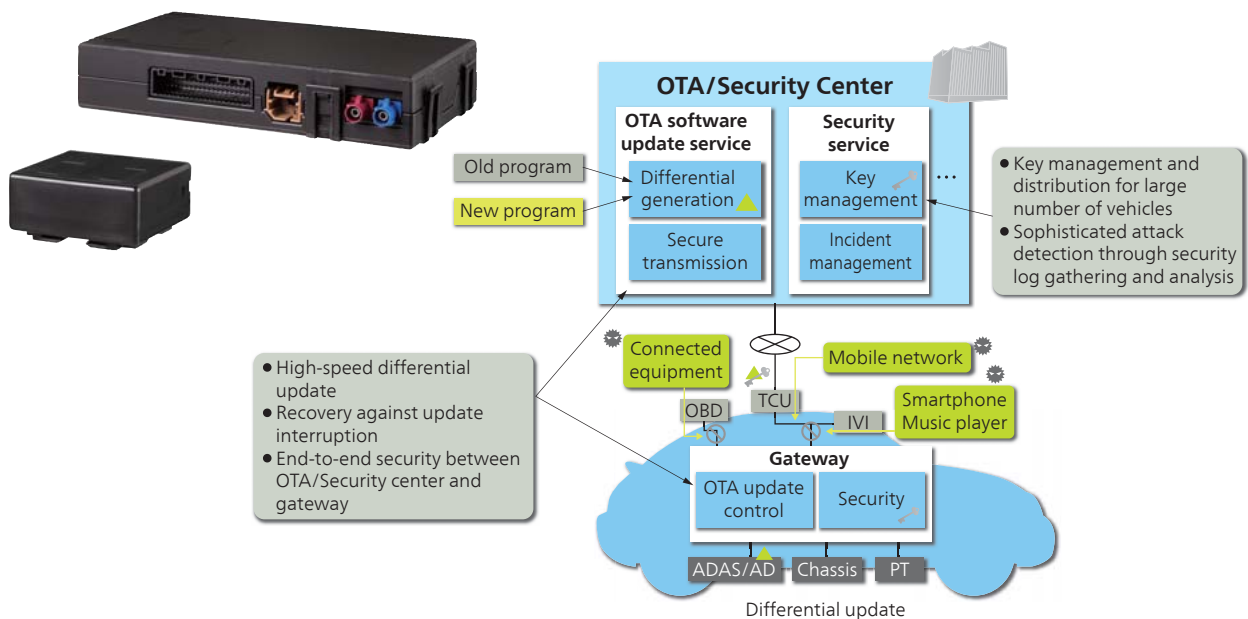 OTA/Security Center
OTA software
update service
Security
service
Old program
New program
Differential
generation
Key
management
...
Secure
transmission
Incident
management
● Key management and
distribution for large
number of vehicles
● Sophisticated attack
detection through security
log gathering and analysis
● High-speed differential
update
● Recovery against update
interruption
● End-to-end security between
OTA/Security center and
gateway
Connected
equipment
Mobile network
Smartphone
Music player
OBD
TCU
IVI
Gateway
OTA update
control
Security
ADAS/AD
Chassis
PT
Differential update